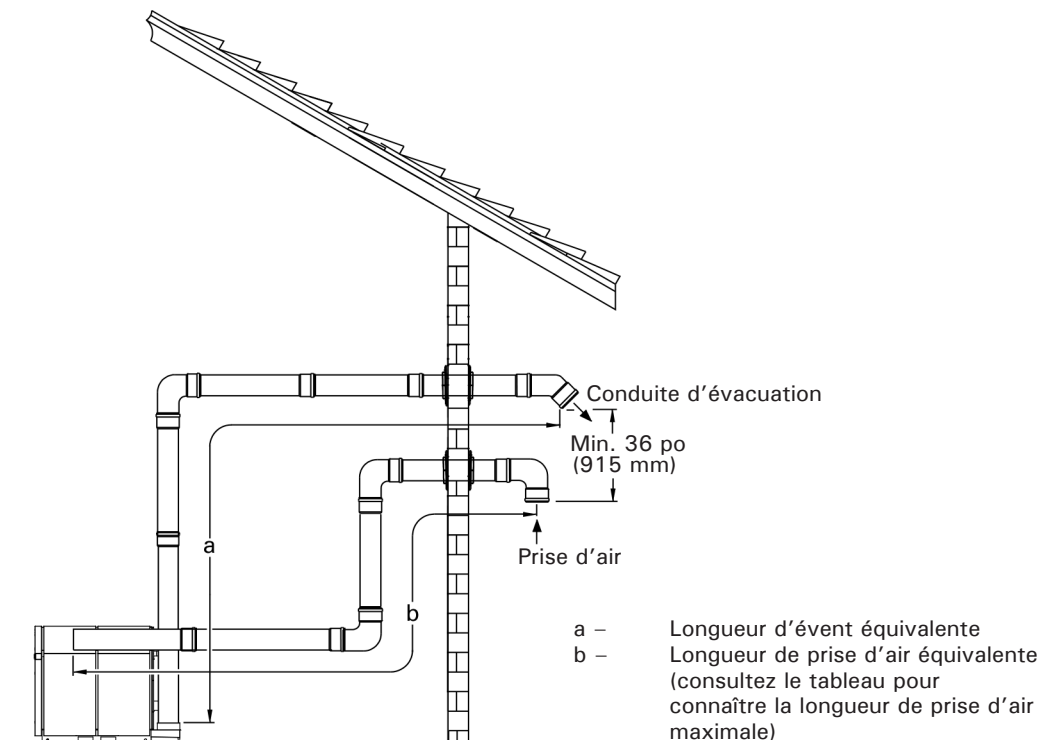 Conduite d'évacuation
Min. 36 po
(915 mm)
a
Prise d'air
b
a – Longueur d'évent équivalente
b – Longueur de prise d'air équivalente
(consultez le tableau pour
connaître la longueur de prise d'air
maximale)